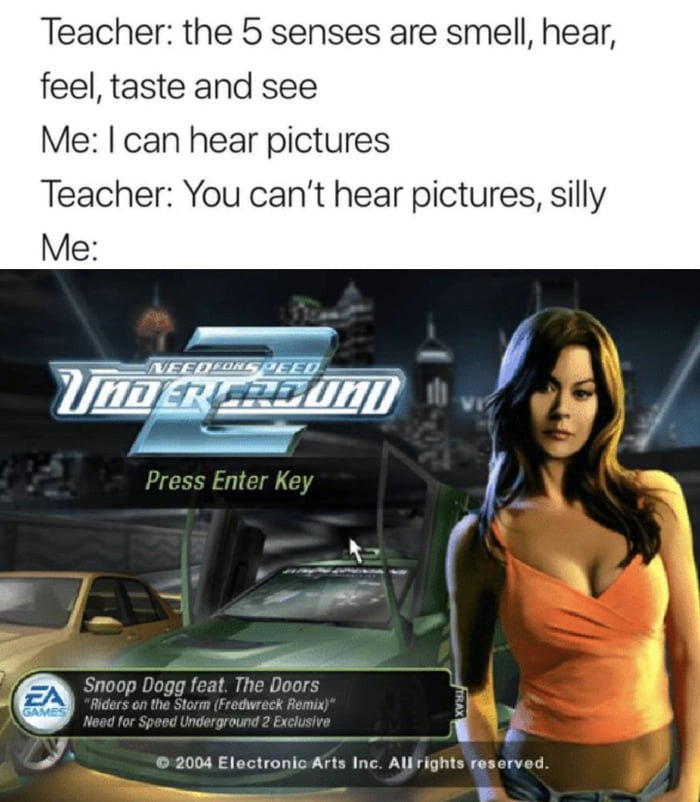 Teacher: the 5 senses are smell, hear,
feel, taste and see
Me: I can hear pictures
Teacher: You can't hear pictures, silly
Me:
NEED FOR SPEED
UNDERGROUND
2
Press Enter Key
Snoop Dogg feat. The Doors
"Riders on the Storm (Fredwreck Remix)"
Need for Speed Underground 2 Exclusive
EA
GAMES
TRAX
© 2004 Electronic Arts Inc. All rights reserved.